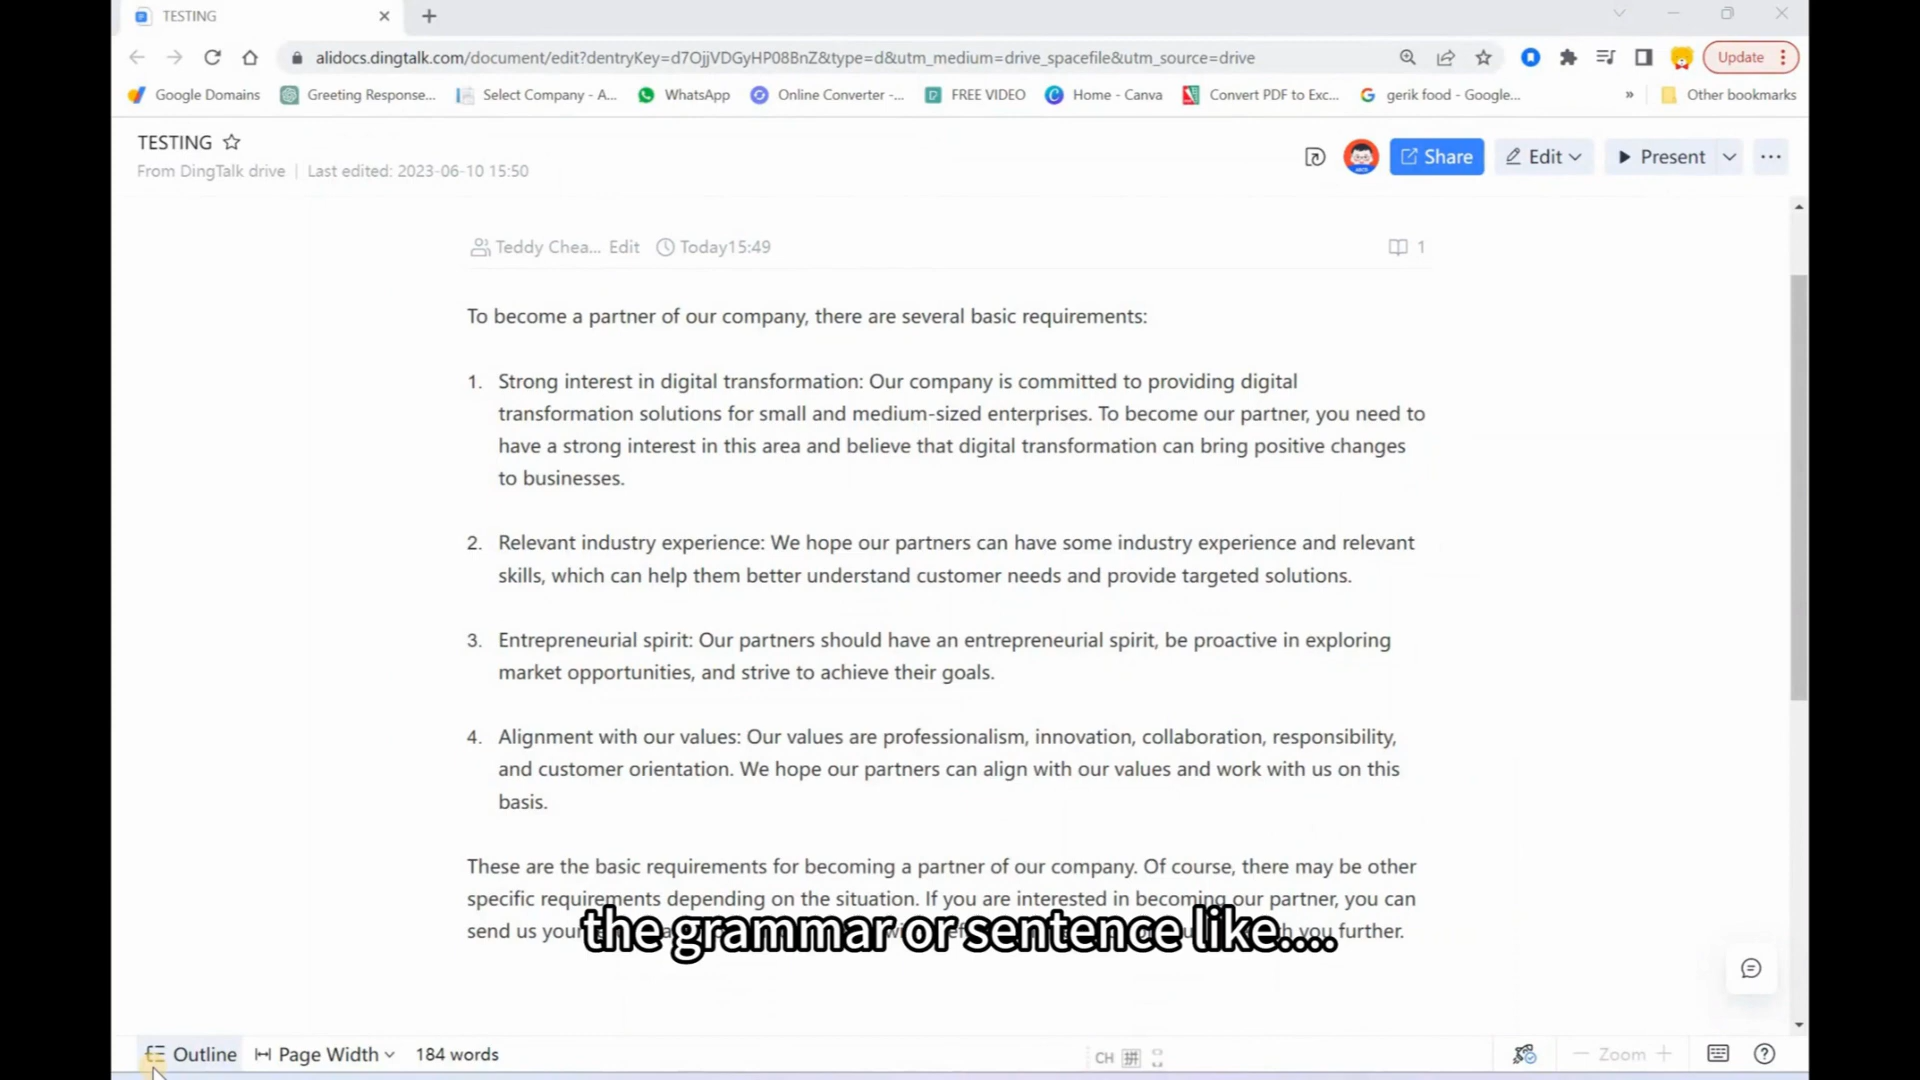 TESTING
alidocs.dingtalk.com/document/edit?dentryKey=d7OjjVDGyHP08BnZ&type=d&utm_medium=drive_spacefile&utm_source=drive
Update
Google Domains
Greeting Response...
Select Company - A...
WhatsApp
Online Converter -...
FREE VIDEO
Home - Canva
Convert PDF to Exc...
gerik food - Google...
»
Other bookmarks
TESTING
From DingTalk drive | Last edited: 2023-06-10 15:50
Share
Edit
Present
Teddy Chea... Edit
Today15:49
1
To become a partner of our company, there are several basic requirements:
1. Strong interest in digital transformation: Our company is committed to providing digital
transformation solutions for small and medium-sized enterprises. To become our partner, you need to
have a strong interest in this area and believe that digital transformation can bring positive changes
to businesses.
2. Relevant industry experience: We hope our partners can have some industry experience and relevant
skills, which can help them better understand customer needs and provide targeted solutions.
3. Entrepreneurial spirit: Our partners should have an entrepreneurial spirit, be proactive in exploring
market opportunities, and strive to achieve their goals.
4. Alignment with our values: Our values are professionalism, innovation, collaboration, responsibility,
and customer orientation. We hope our partners can align with our values and work with us on this
basis.
These are the basic requirements for becoming a partner of our company. Of course, there may be other
specific requirements depending on the situation. If you are interested in becoming our partner, you can
send us your you further.
the grammar or sentence like....
Outline
Page Width
184 words
CH 拼
Zoom